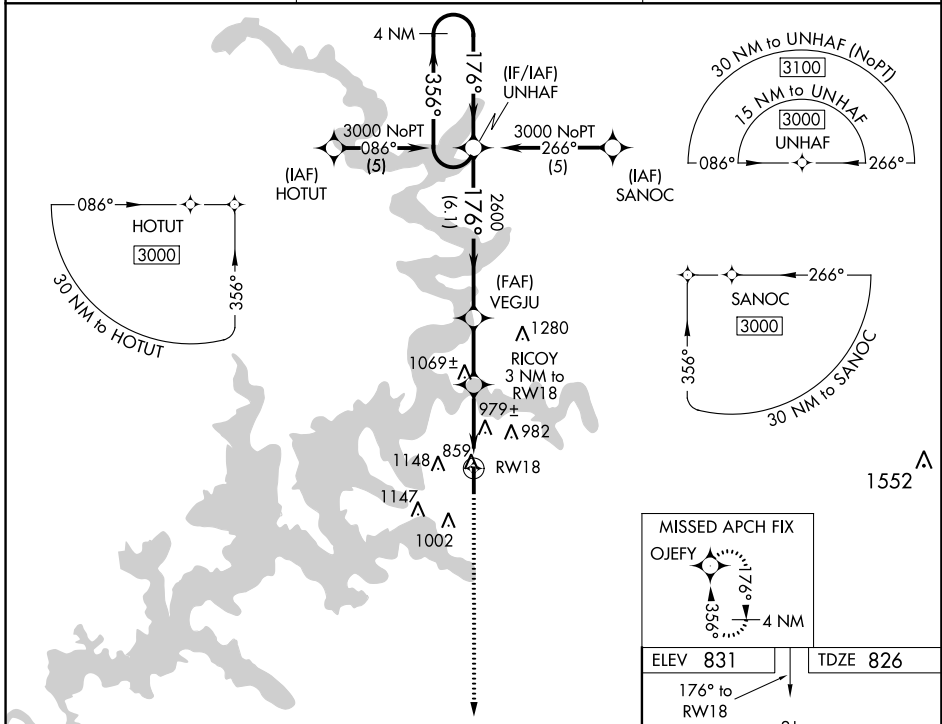 4 NM
356°
176°
(IF/IAF)
UNHAF
30 NM to UNHAF (NoPT)
3100
15 NM to UNHAF
3000
UNHAF
086°
266°
3000 NoPT
086°
(5)
(IAF)
HOTUT
3000 NoPT
266°
(5)
(IAF)
SANOC
2600
176°
(6.1)
086°
HOTUT
3000
356°
30 NM to HOTUT
266°
SANOC
3000
356°
30 NM to SANOC
(FAF)
VEGJU
1280
1069±
RICOY
3 NM to
RW18
979±
982
859
1148
RW18
1147
1002
1552
MISSED APCH FIX
OJEFY
176°
356°
4 NM
ELEV 831
TDZE 826
176° to
RW18